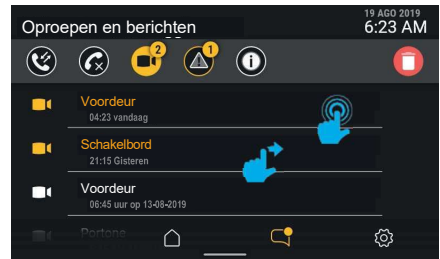 19 AGO 2019
Oproepen en berichten
6:23 AM
2
1
Voordeur
04:23 vandaag
Schakelbord
21:15 Gisteren
Voordeur
06:45 uur op 13-08-2019
Portone